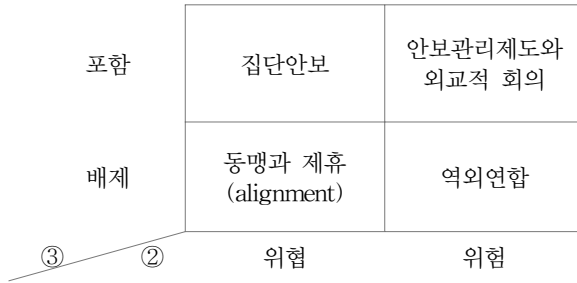 포함 집단안보 안보관리제도와
외교적 회의
배제 동맹과 제휴
(alignment) 역외연합
③ ② 위협 위험